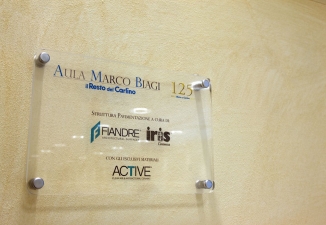 AULA MARCO BIAGI 125
il Resto del Carlino
STRUTTURA E PAVIMENTAZIONE A CURA DI
FIANDRE iris
CON GLI ESCLUSIVI MATERIALI
ACTIVE